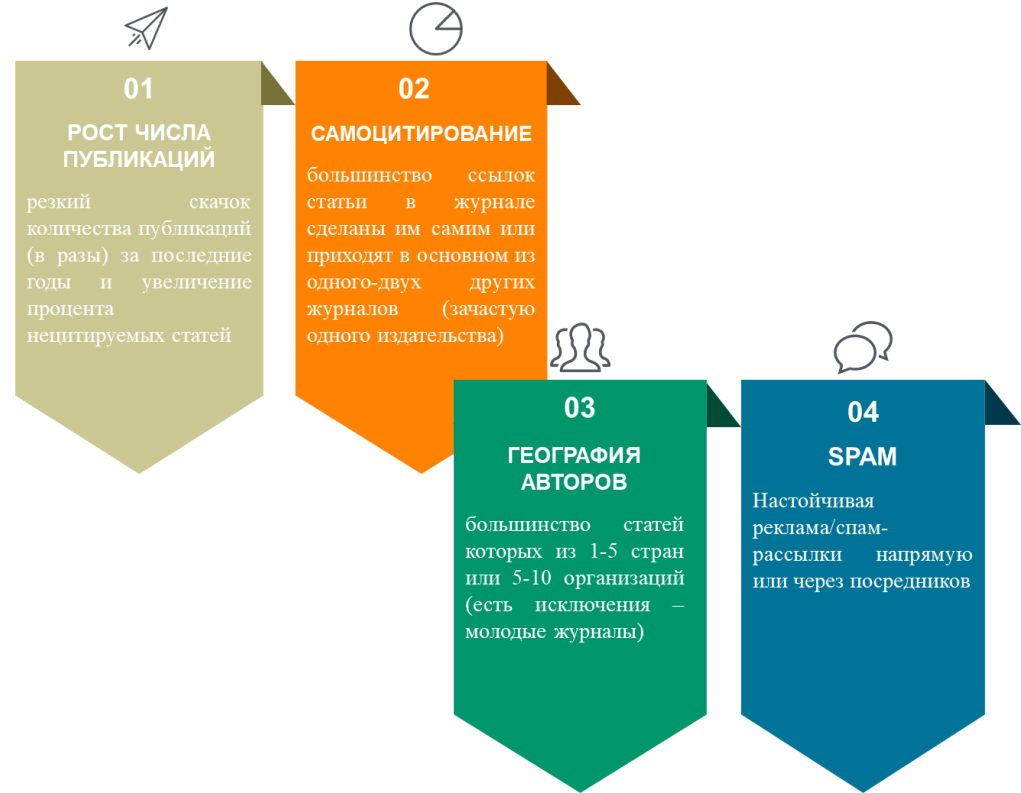 01
РОСТ ЧИСЛА
ПУБЛИКАЦИЙ
резкий скачок
количества публикаций
(в разы) за последние
годы и увеличение
процента
нецитируемых статей
02
САМОЦИТИРОВАНИЕ
большинство ссылок
статьи в журнале
сделаны им самим или
приходят в основном из
одного-двух других
журналов (зачастую
одного издательства)
03
ГЕОГРАФИЯ
АВТОРОВ
большинство статей
которых из 1-5 стран
или 5-10 организаций
(есть исключения –
молодые журналы)
04
SPAM
Настойчивая
реклама/спам-
рассылки напрямую
или через посредников